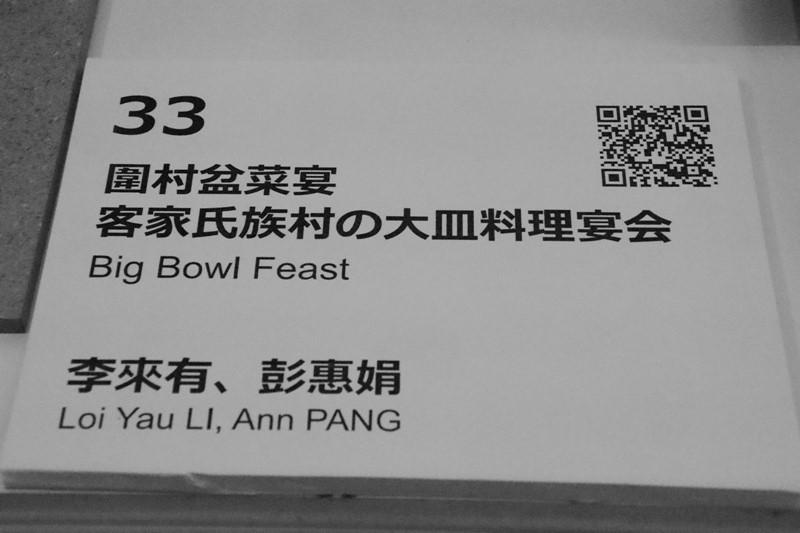 33
圍村盆菜宴
客家氏族村の大皿料理宴会
Big Bowl Feast
李來有、彭惠娟
Loi Yau LI, Ann PANG